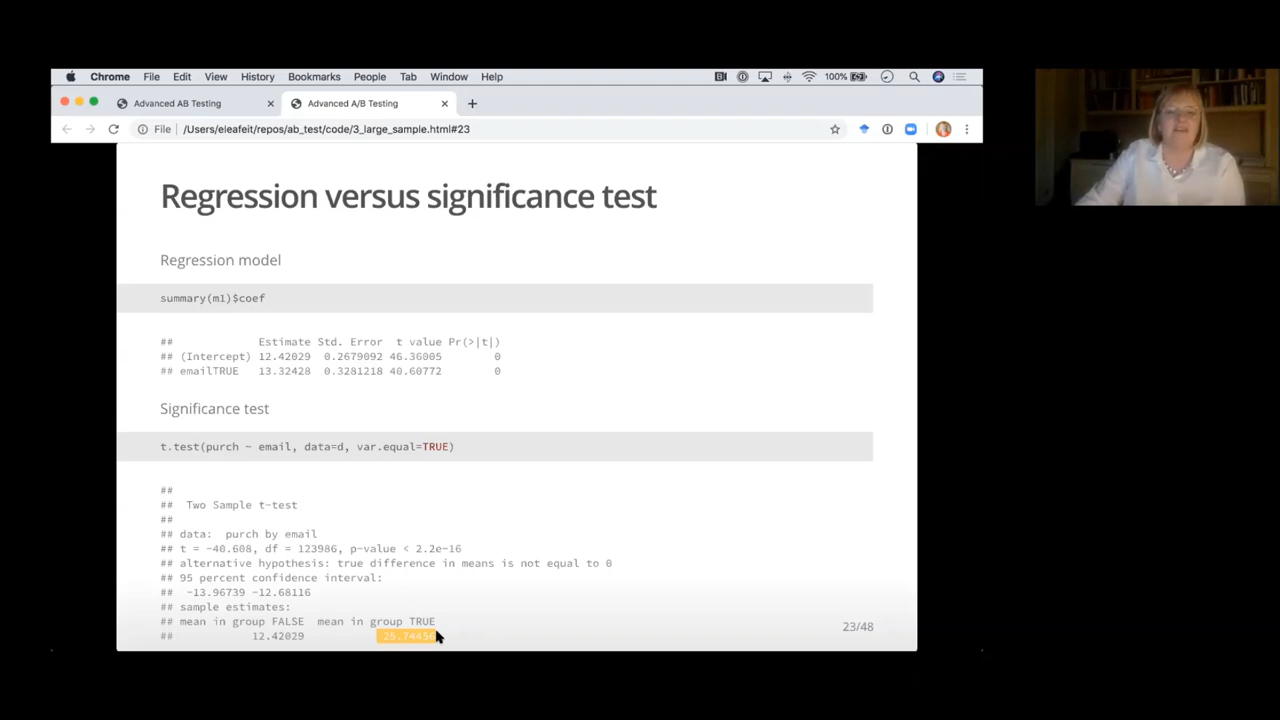 Chrome File Edit View History Bookmarks People Tab Window Help 100%
Advanced AB Testing Advanced A/B Testing
File /Users/eleafeit/repos/ab_test/code/3_large_sample.html#23
Regression versus significance test
Regression model
summary(m1)$coef
## Estimate Std. Error t value Pr(>|t|)
## (Intercept) 12.42029 0.2679092 46.36005 0
## emailTRUE 13.32428 0.3281218 40.60772 0
Significance test
t.test(purch ~ email, data=d, var.equal=TRUE)
##
## Two Sample t-test
##
## data: purch by email
## t = -40.608, df = 123986, p-value < 2.2e-16
## alternative hypothesis: true difference in means is not equal to 0
## 95 percent confidence interval:
## -13.96739 -12.68116
## sample estimates:
## mean in group FALSE mean in group TRUE
## 12.42029 25.74456
23/48